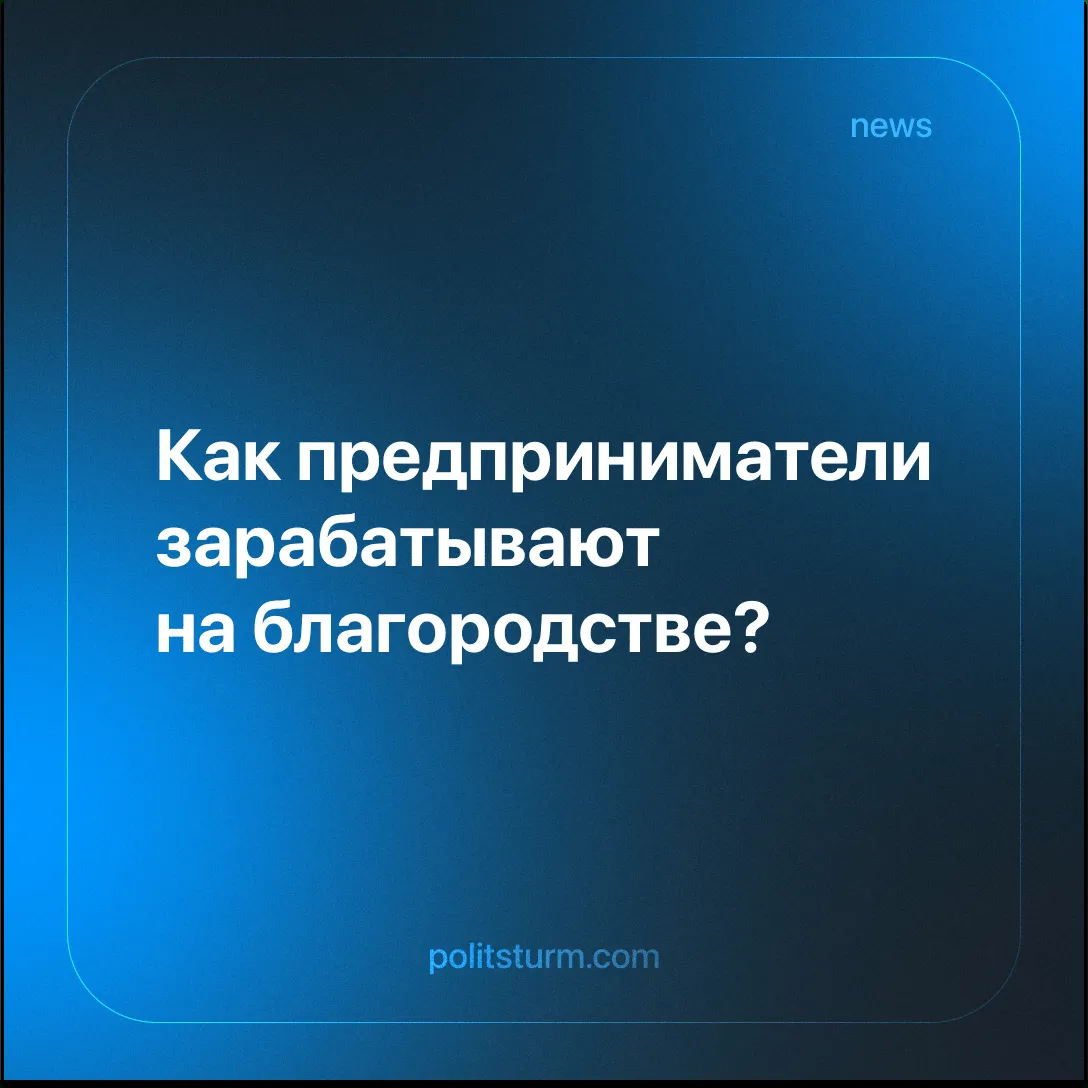 news
Как предприниматели
зарабатывают
на благородстве?
politsturm.com